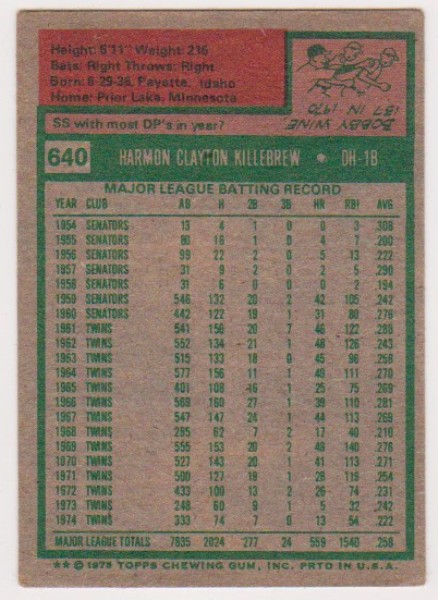 Height: 5'11" Weight: 215
Bats: Right Throws: Right
Born: 6-29-36, Payette, Idaho
Home: Prior Lake, Minnesota
SS with most DP's in year?
BOBBY WINE
137 IN 1970
640 HARMON CLAYTON KILLEBREW • DH-1B
MAJOR LEAGUE BATTING RECORD
YEAR CLUB AB H 2B 3B HR RBI AVG
1954 SENATORS 13 4 1 0 0 3 .308
1955 SENATORS 80 16 1 0 4 7 .200
1956 SENATORS 99 22 2 0 5 13 .222
1957 SENATORS 31 9 2 0 2 5 .290
1958 SENATORS 31 6 0 0 0 2 .194
1959 SENATORS 546 132 20 2 42 105 .242
1960 SENATORS 442 122 19 1 31 80 .276
1961 TWINS 541 156 20 7 46 122 .288
1962 TWINS 552 134 21 1 48 126 .243
1963 TWINS 515 133 18 0 45 96 .258
1964 TWINS 577 156 11 1 49 111 .270
1965 TWINS 401 108 16 1 25 75 .269
1966 TWINS 569 160 27 1 39 110 .281
1967 TWINS 547 147 24 1 44 113 .269
1968 TWINS 295 62 7 2 17 40 .210
1969 TWINS 555 153 20 2 49 140 .276
1970 TWINS 527 143 20 1 41 113 .271
1971 TWINS 500 127 19 1 28 119 .254
1972 TWINS 433 100 13 2 26 74 .231
1973 TWINS 248 60 9 1 5 32 .242
1974 TWINS 333 74 7 0 13 54 .222
MAJOR LEAGUE TOTALS 7835 2024 277 24 559 1540 .258
** © 1975 TOPPS CHEWING GUM, INC. PRTD IN U.S.A.